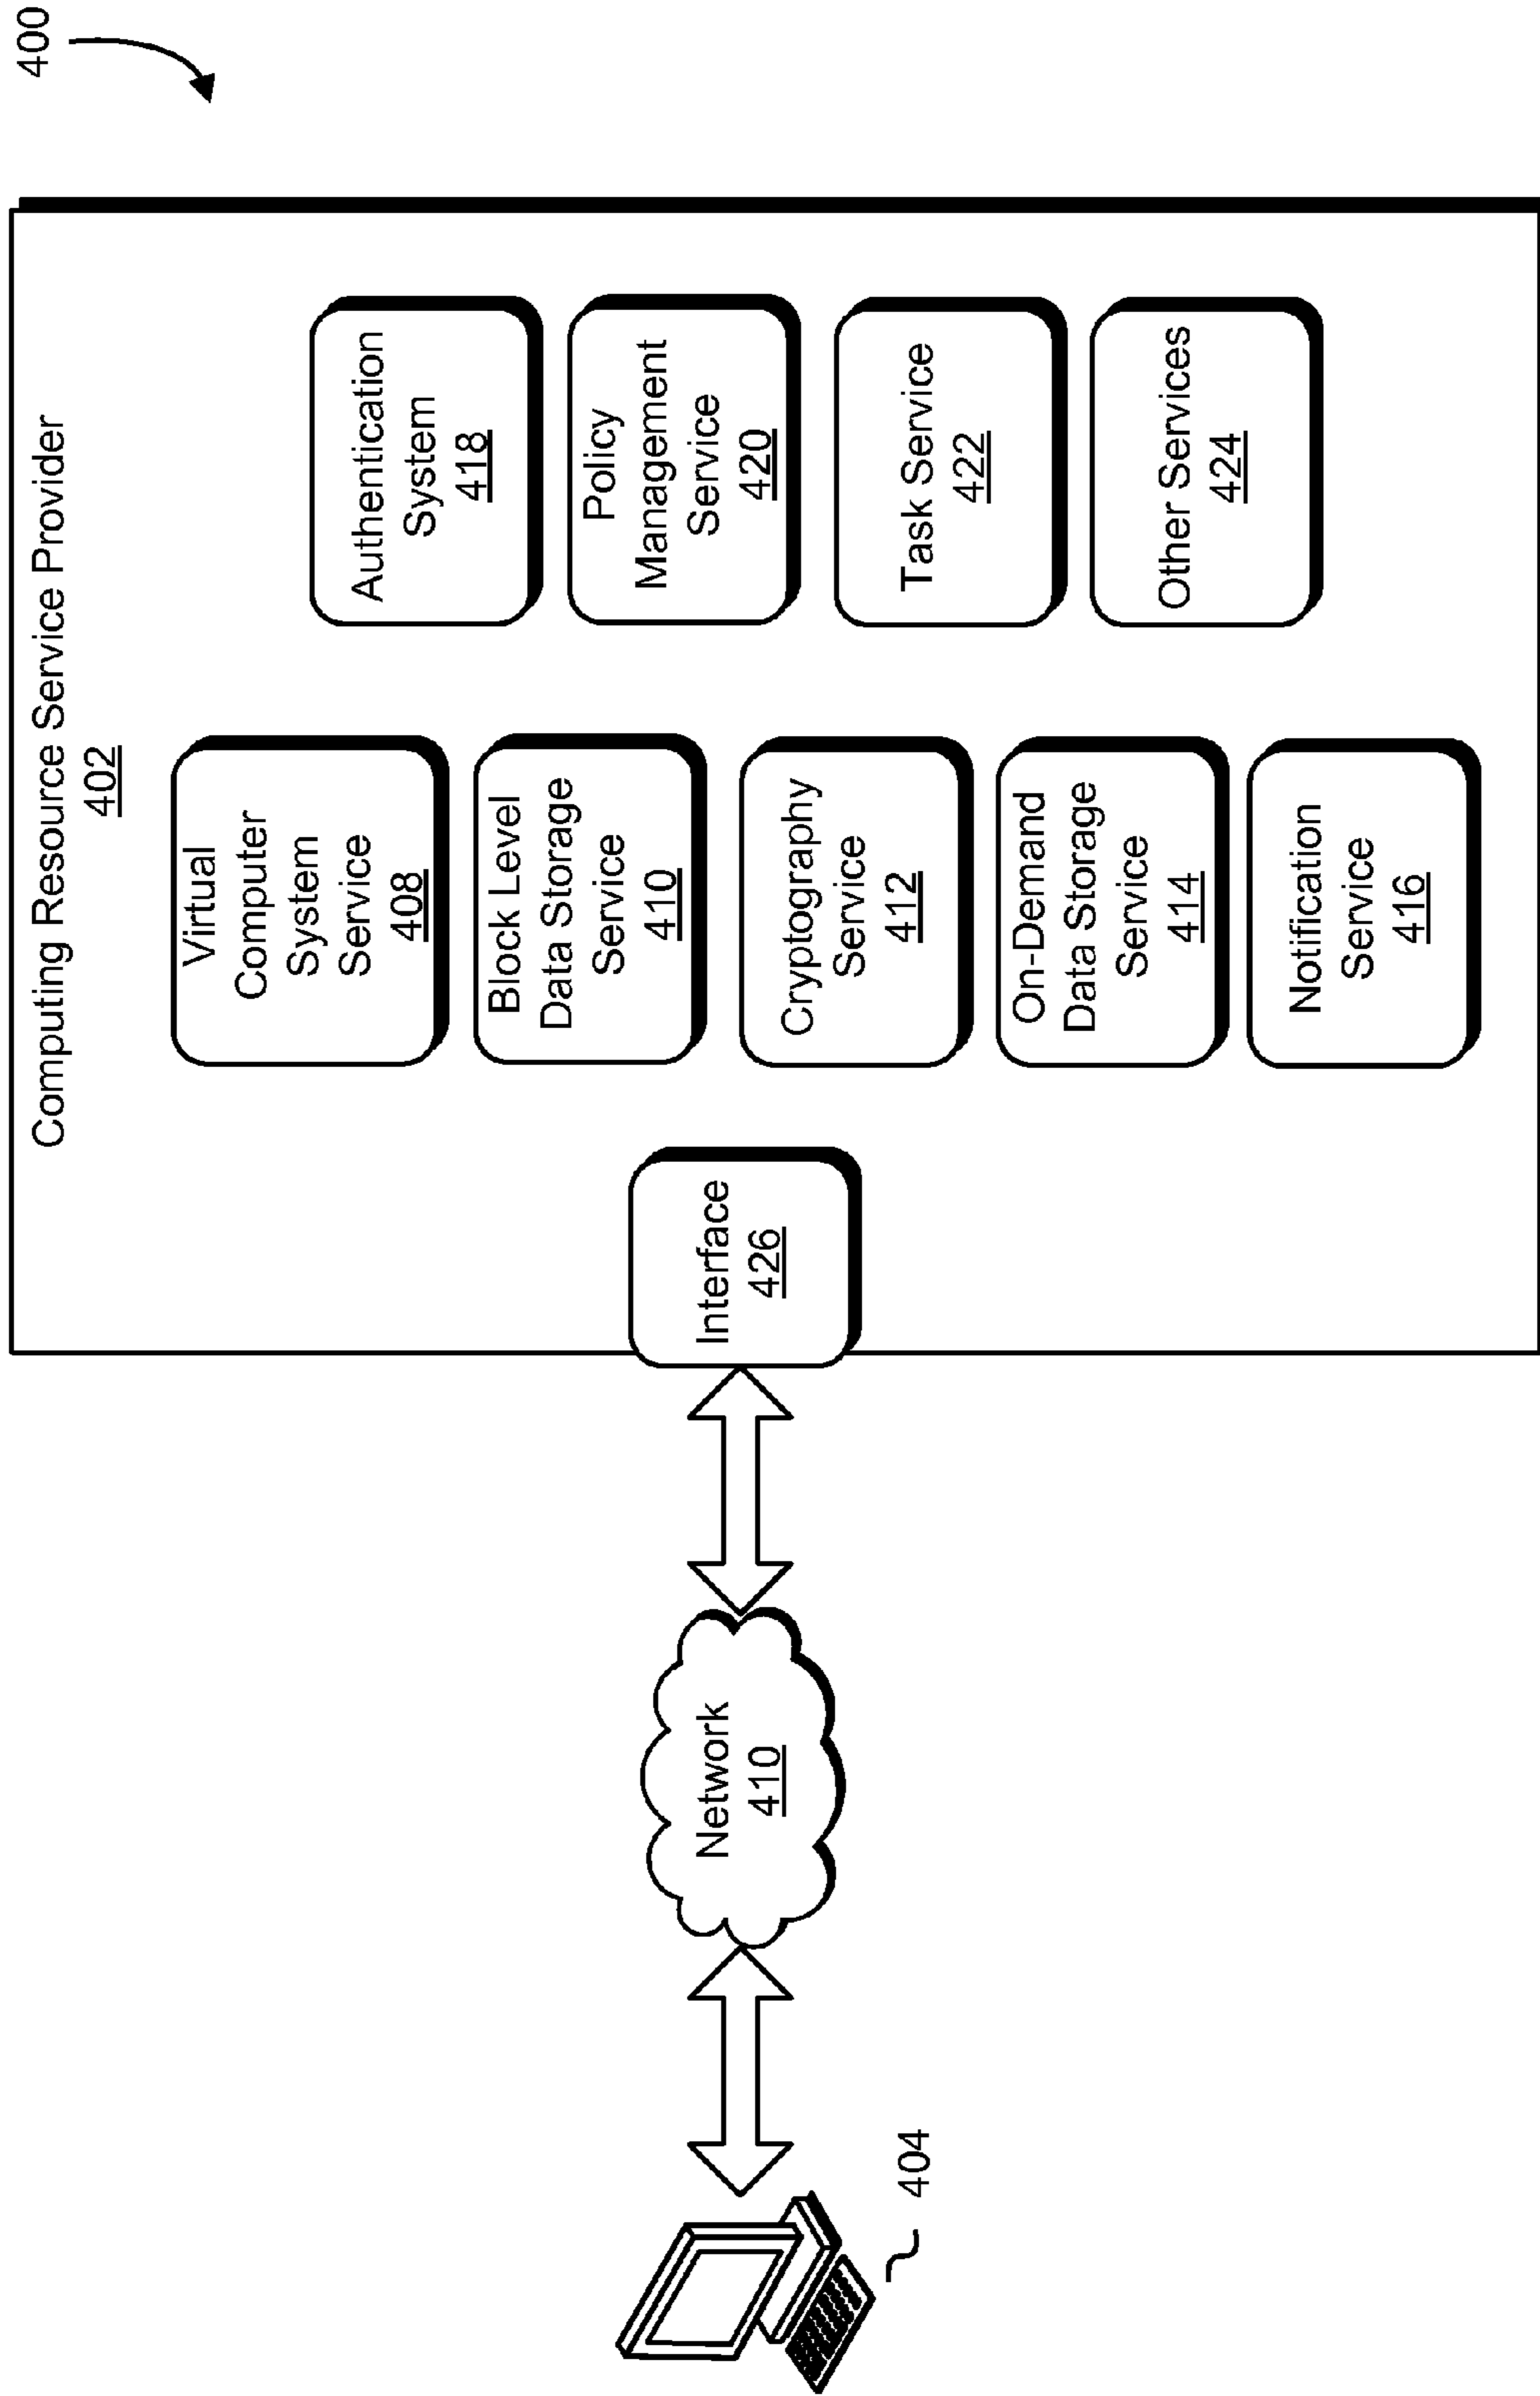 400
Computing Resource Service Provider
402
Virtual
Computer
System
Service
408
Block Level
Data Storage
Service
410
Cryptography
Service
412
On-Demand
Data Storage
Service
414
Notification
Service
416
Authentication
System
418
Policy
Management
Service
420
Task Service
422
Other Services
424
Interface
426
Network
410
404